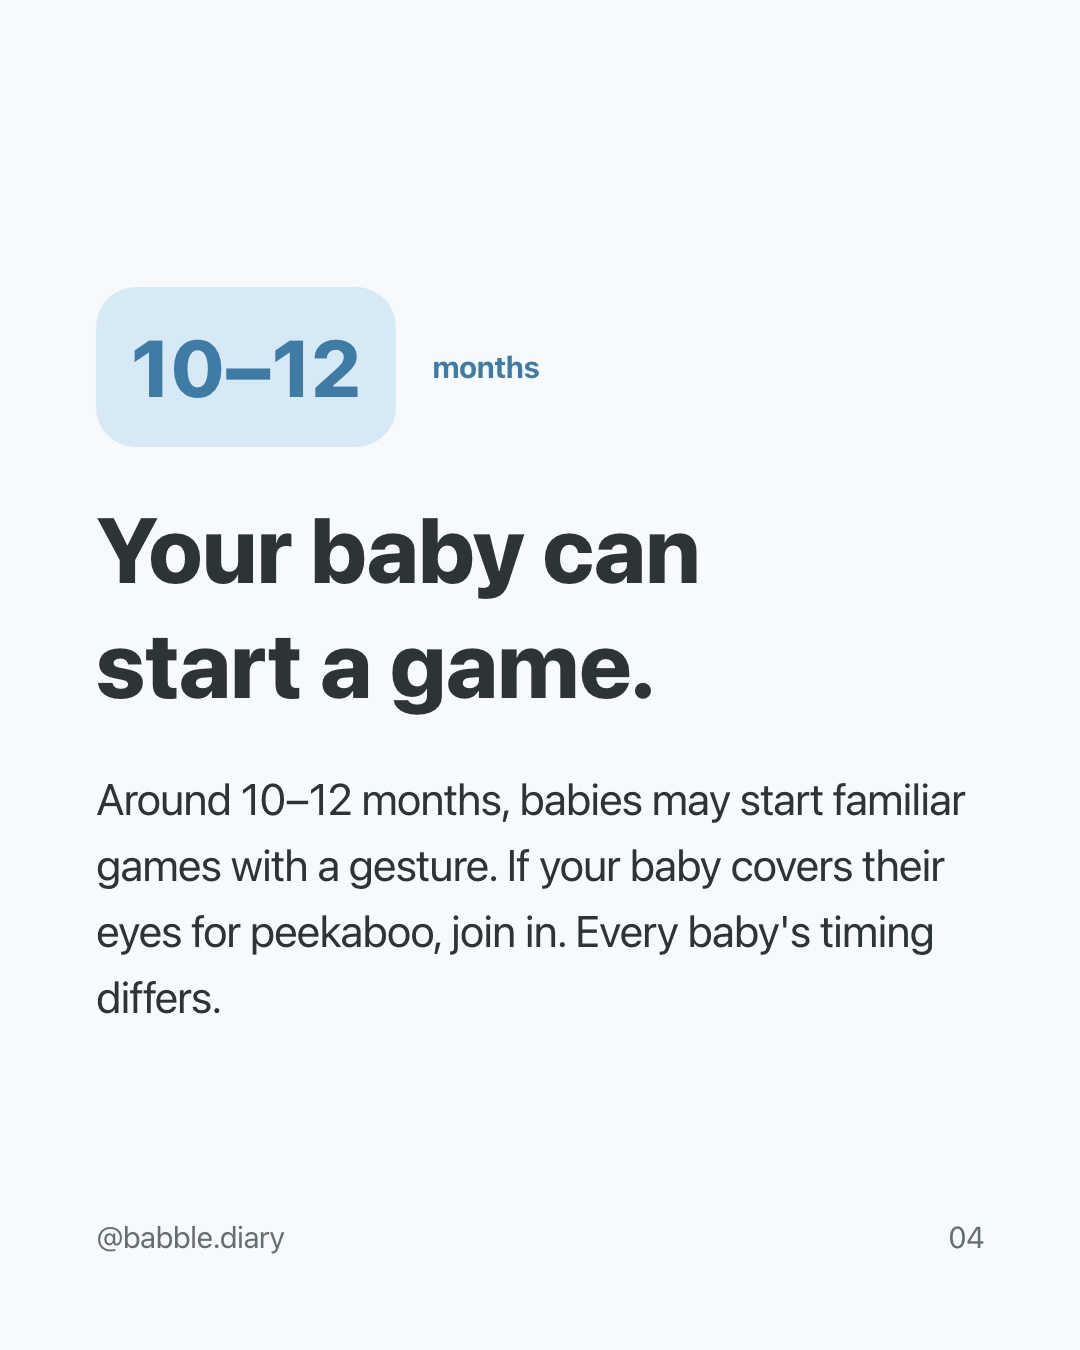 10–12
months
Your baby can
start a game.
Around 10–12 months, babies may start familiar
games with a gesture. If your baby covers their
eyes for peekaboo, join in. Every baby's timing
differs.
@babble.diary
04